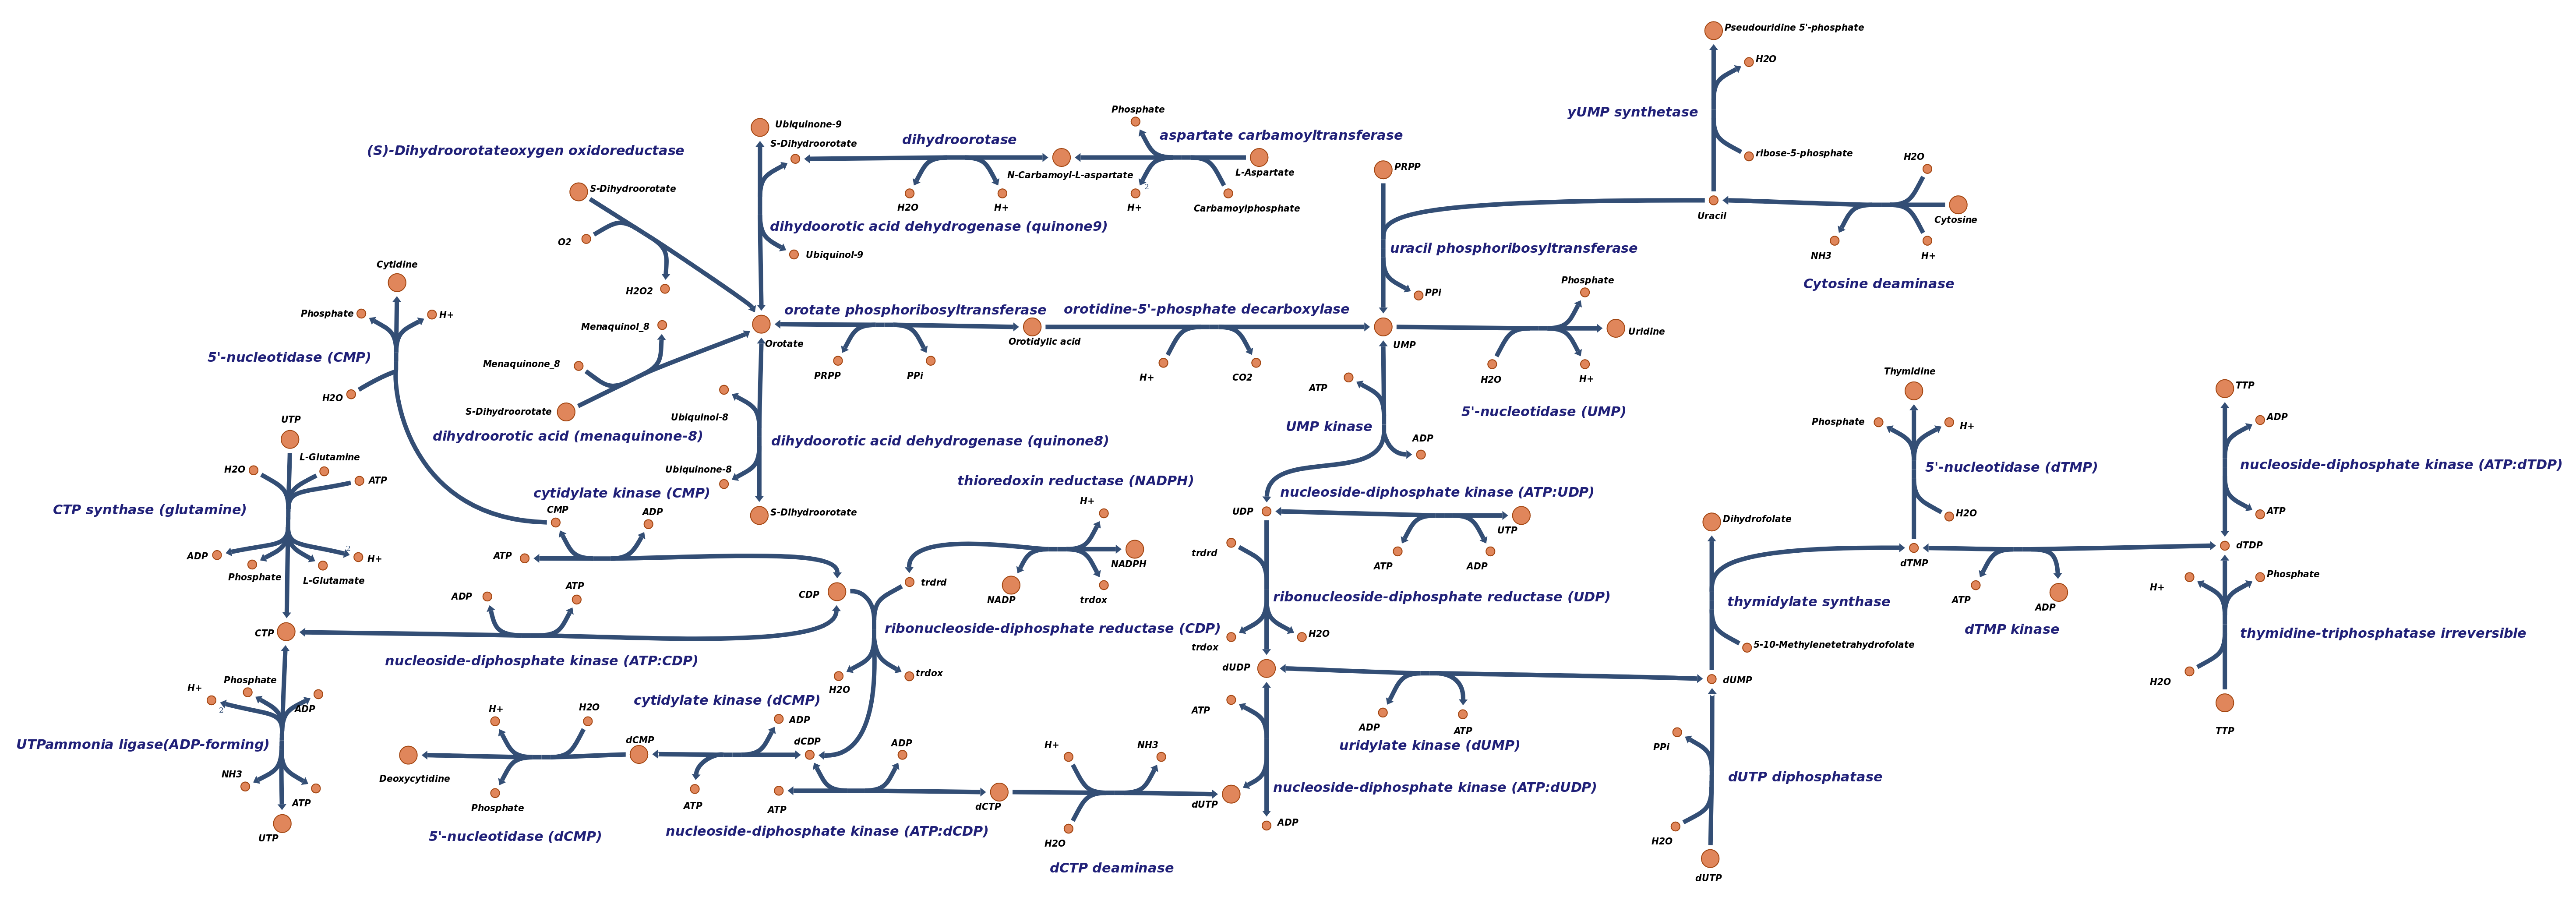 Pseudouridine 5'-phosphate
H2O
yUMP synthetase
ribose-5-phosphate
H2O
Uracil
Cytosine
NH3
H+
Cytosine deaminase
Ubiquinone-9
S-Dihydroorotate
dihydroorotase
Phosphate
aspartate carbamoyltransferase
(S)-Dihydroorotateoxygen oxidoreductase
N-Carbamoyl-L-aspartate
L-Aspartate
S-Dihydroorotate
H2O
H+
2
H+
Carbamoylphosphate
dihydoorotic acid dehydrogenase (quinone9)
O2
Ubiquinol-9
H2O2
PRPP
uracil phosphoribosyltransferase
PPi
Phosphate
Cytidine
Phosphate
H+
5'-nucleotidase (CMP)
H2O
Menaquinol_8
Menaquinone_8
S-Dihydroorotate
dihydroorotic acid (menaquinone-8)
orotate phosphoribosyltransferase
orotidine-5'-phosphate decarboxylase
Orotate
Orotidylic acid
UMP
Uridine
PRPP
PPi
H+
CO2
H2O
H+
5'-nucleotidase (UMP)
ATP
UMP kinase
ADP
Ubiquinol-8
dihydoorotic acid dehydrogenase (quinone8)
Ubiquinone-8
S-Dihydroorotate
UTP
H2O
L-Glutamine
ATP
CTP synthase (glutamine)
ADP
Phosphate
L-Glutamate
2
H+
CTP
cytidylate kinase (CMP)
CMP
ADP
ATP
CDP
ADP
ATP
nucleoside-diphosphate kinase (ATP:CDP)
thioredoxin reductase (NADPH)
H+
NADPH
trdrd
NADP
trdox
ribonucleoside-diphosphate reductase (CDP)
H2O
trdox
nucleoside-diphosphate kinase (ATP:UDP)
UDP
UTP
ATP
ADP
trdrd
ribonucleoside-diphosphate reductase (UDP)
H2O
trdox
dUDP
Thymidine
Phosphate
H+
5'-nucleotidase (dTMP)
H2O
Dihydrofolate
dTMP
thymidylate synthase
5-10-Methylenetetrahydrofolate
ATP
ADP
dTMP kinase
TTP
ADP
nucleoside-diphosphate kinase (ATP:dTDP)
ATP
dTDP
H+
Phosphate
thymidine-triphosphatase irreversible
H2O
TTP
H+
Phosphate
2
ADP
UTPammonia ligase(ADP-forming)
NH3
ATP
UTP
cytidylate kinase (dCMP)
H+
H2O
dCMP
ADP
dCDP
Deoxycytidine
Phosphate
5'-nucleotidase (dCMP)
ATP
ATP
ADP
nucleoside-diphosphate kinase (ATP:dCDP)
dCTP
H+
NH3
H2O
dCTP deaminase
dUTP
ATP
nucleoside-diphosphate kinase (ATP:dUDP)
ADP
dUMP
ADP
ATP
uridylate kinase (dUMP)
PPi
dUTP diphosphatase
H2O
dUTP